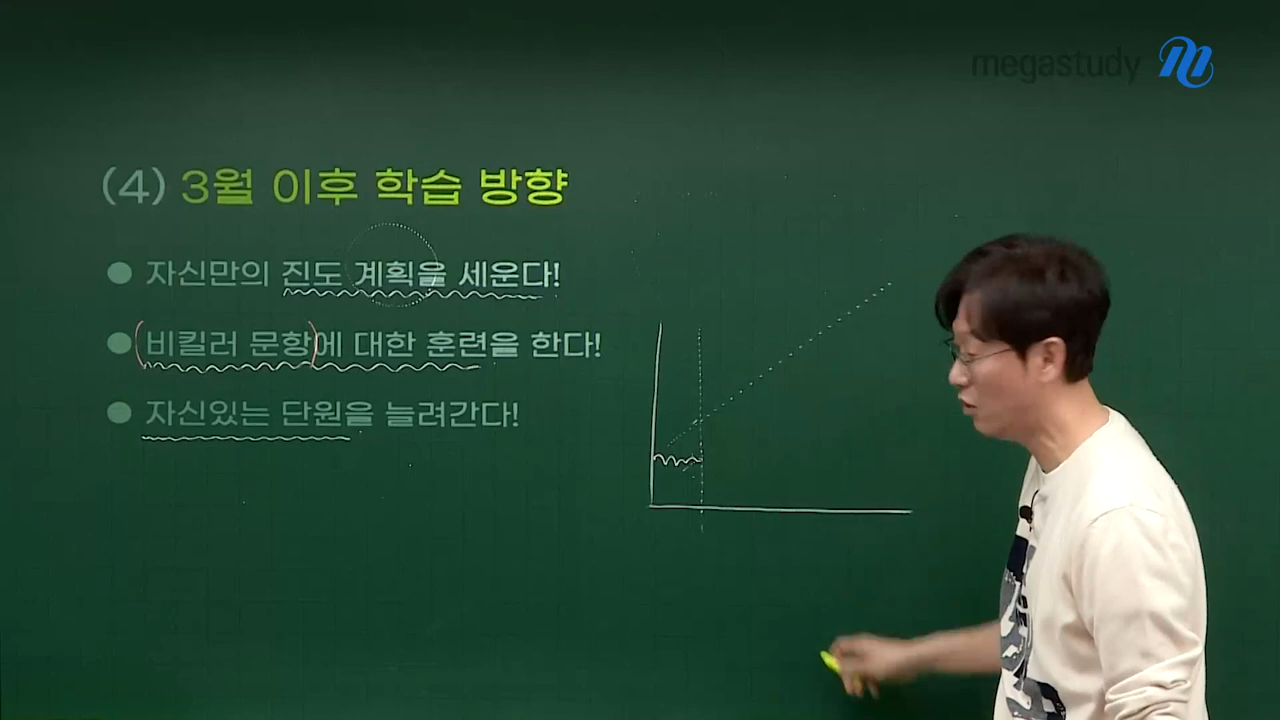 megastudy
(4) 3월 이후 학습 방향
● 자신만의 진도 계획을 세운다!
● (비킬러 문항)에 대한 훈련을 한다!
● 자신있는 단원을 늘려간다!